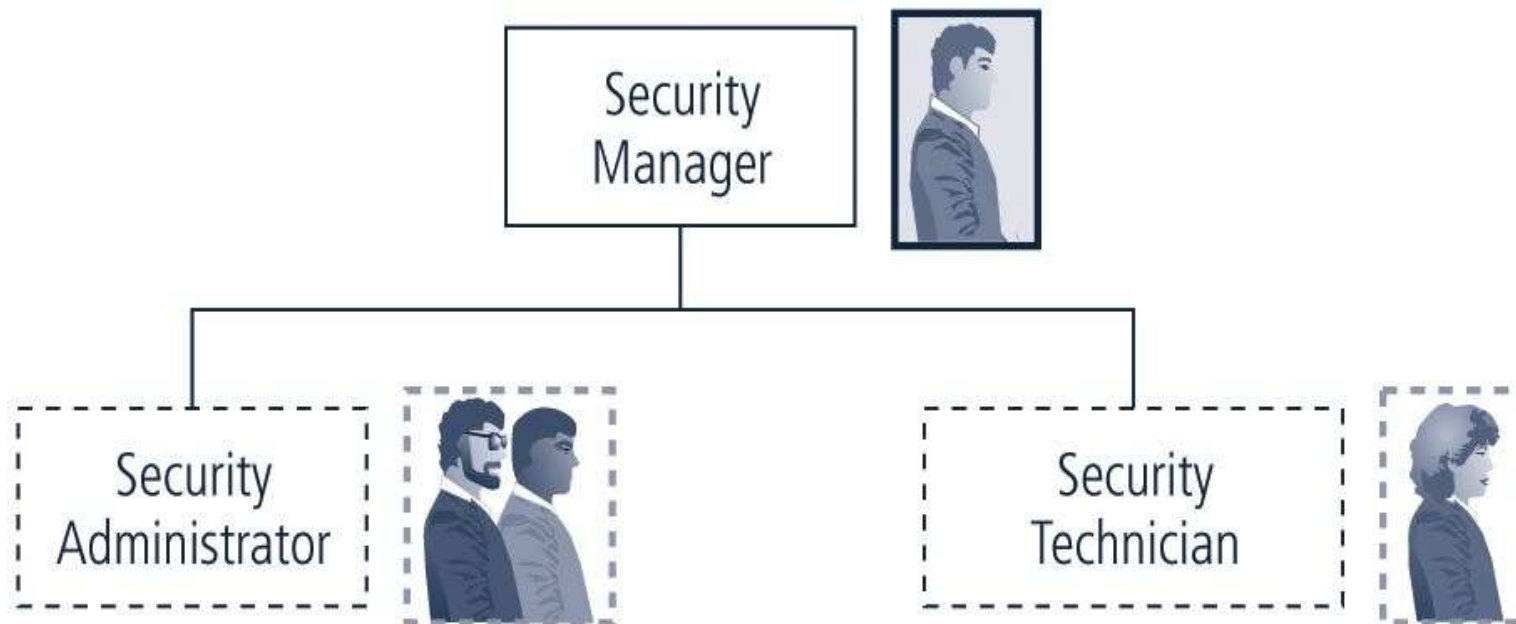 Security
Manager
Security
Administrator
Security
Technician